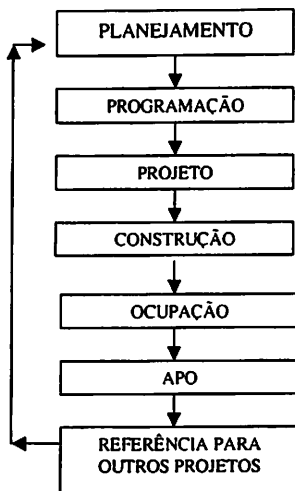 PLANEJAMENTO
PROGRAMAÇÃO
PROJETO
CONSTRUÇÃO
OCUPAÇÃO
APO
REFERÊNCIA PARA
OUTROS PROJETOS